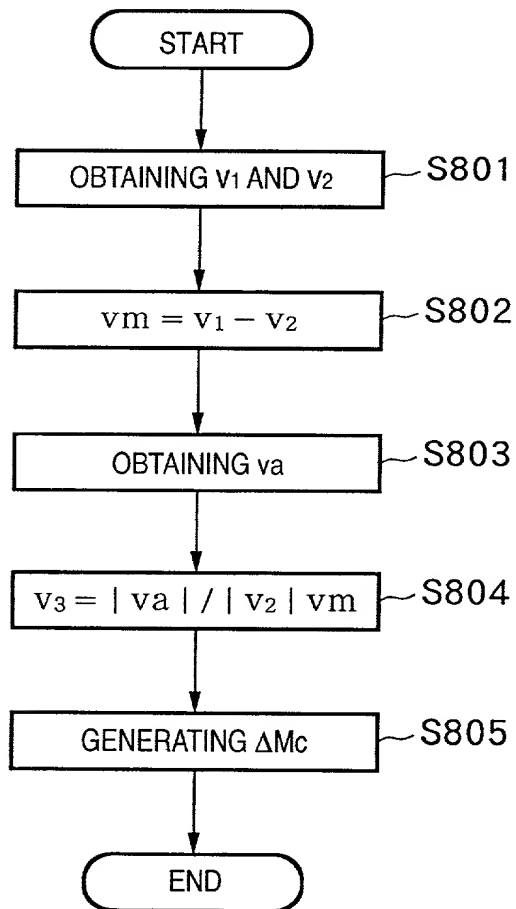 START
OBTAINING v₁ AND v₂
S801
vm = v₁ – v₂
S802
OBTAINING va
S803
v₃ = | va | / | v₂ | vm
S804
GENERATING ΔMc
S805
END